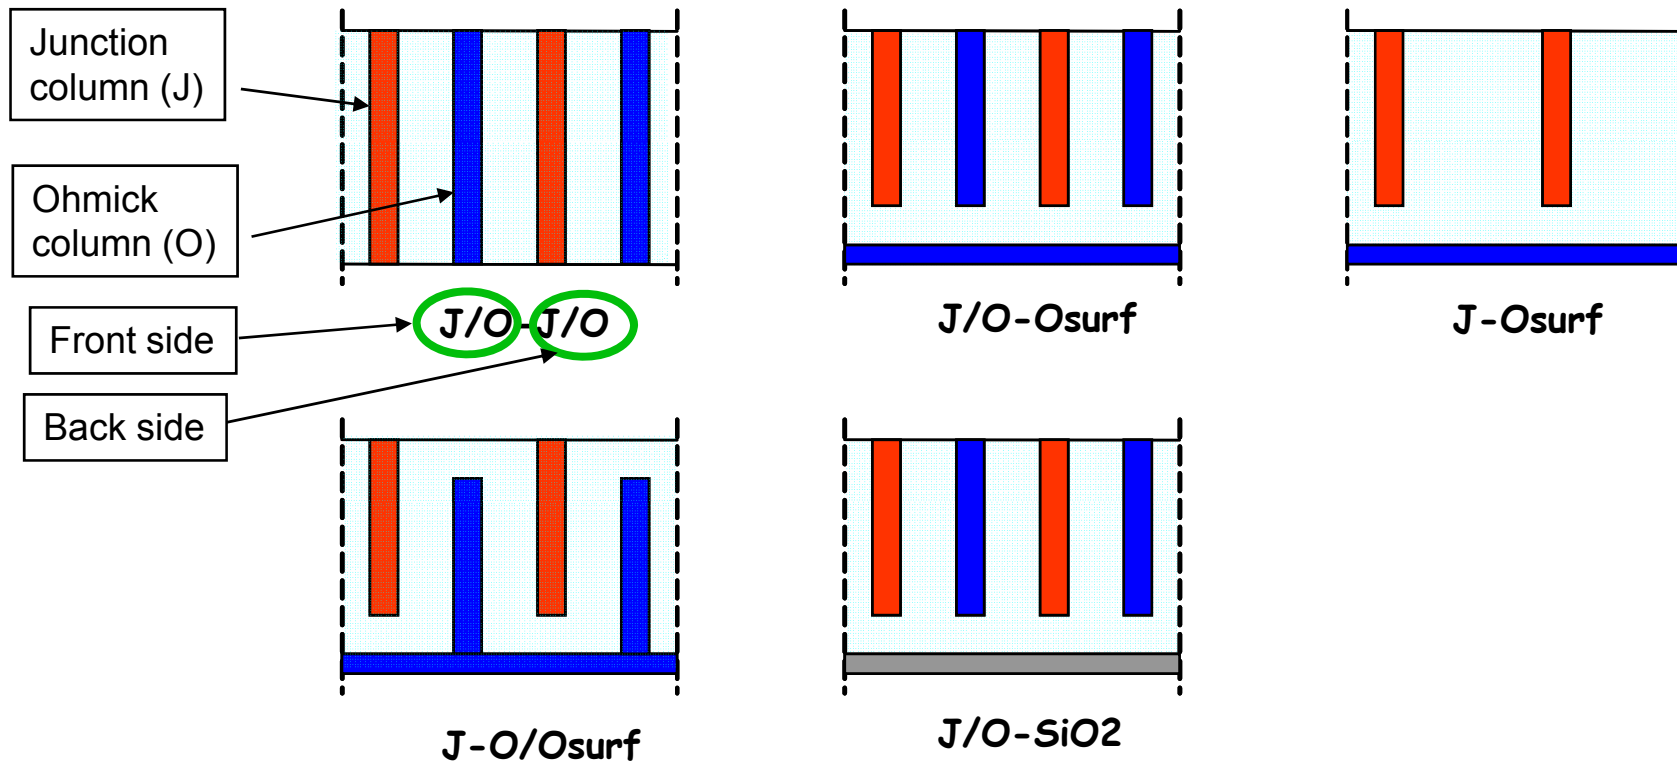 Junction
column (J)
Ohmick
column (O)
Front side
Back side
J/O-J/O
J/O-Osurf
J-Osurf
J-O/Osurf
J/O-SiO2